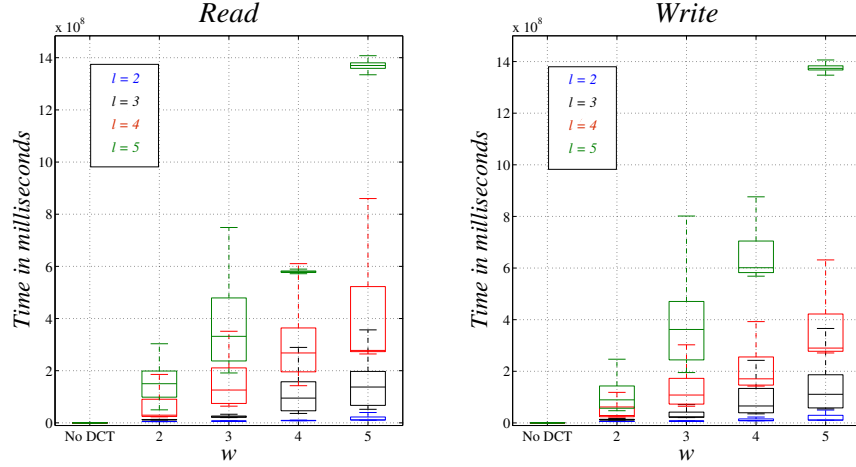 Read
x 10^8
Time in milliseconds
14
12
10
8
6
4
2
0
l = 2
l = 3
l = 4
l = 5
No DCT 2 3 4 5
w
Write
x 10^8
Time in milliseconds
14
12
10
8
6
4
2
0
l = 2
l = 3
l = 4
l = 5
No DCT 2 3 4 5
w